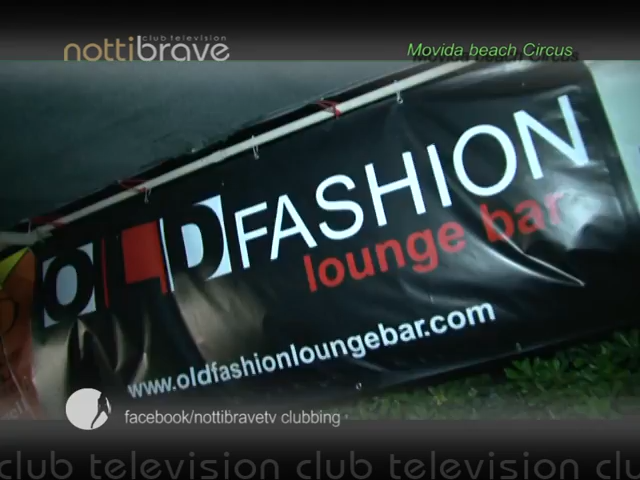 club television
nottibrave
Movida beach Circus
OLD FASHION
lounge bar
www.oldfashionloungebar.com
facebook/nottibravetv clubbing
club television club television clu